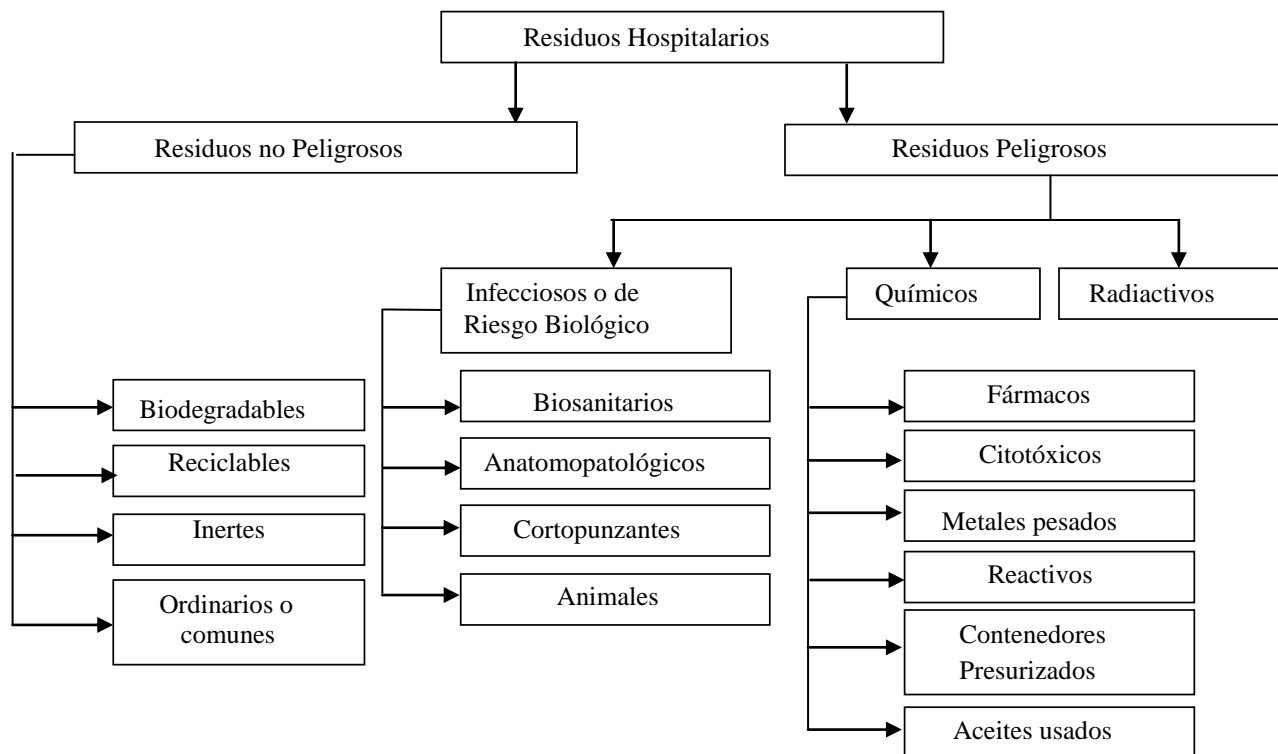 Residuos Hospitalarios
Residuos no Peligrosos
Residuos Peligrosos
Infecciosos o de
Riesgo Biológico
Químicos
Radiactivos
Biodegradables
Reciclables
Inertes
Ordinarios o
comunes
Biosanitarios
Anatomopatológicos
Cortopunzantes
Animales
Fármacos
Citotóxicos
Metales pesados
Reactivos
Contenedores
Presurizados
Aceites usados